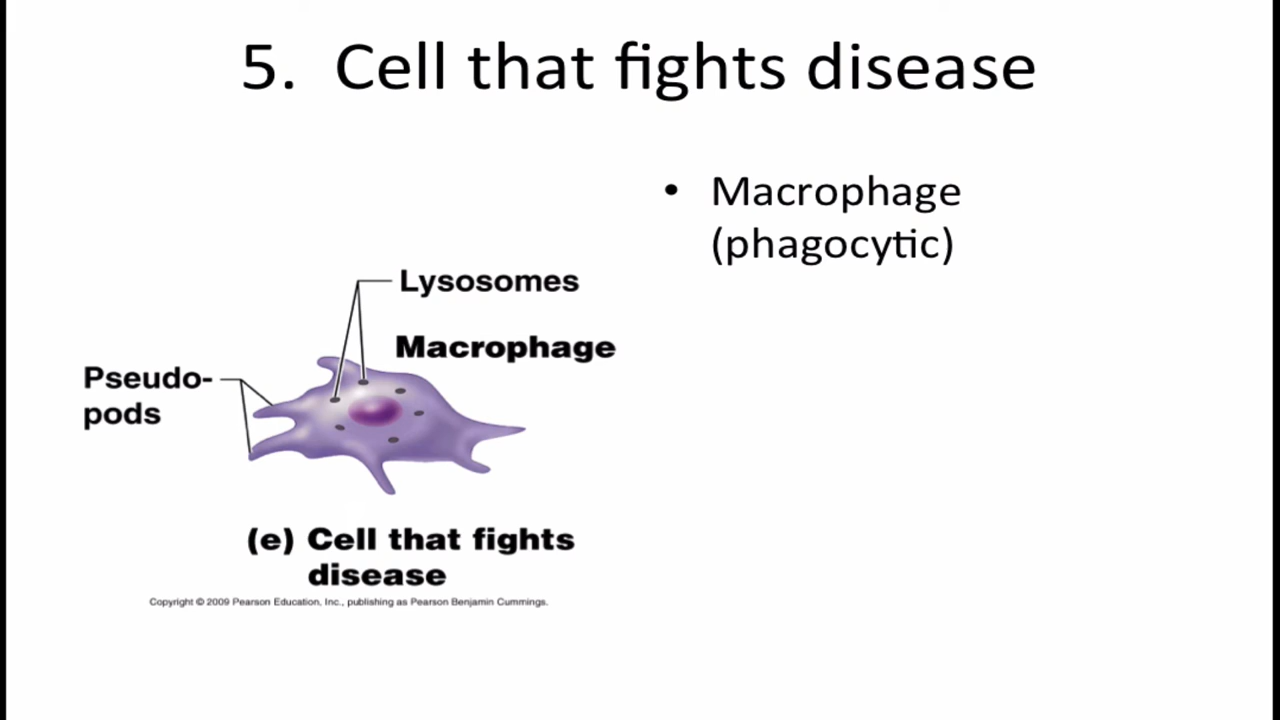 5. Cell that fights disease
• Macrophage
(phagocytic)
Lysosomes
Macrophage
Pseudo-
pods
(e) Cell that fights
disease
Copyright © 2009 Pearson Education, Inc., publishing as Pearson Benjamin Cummings.